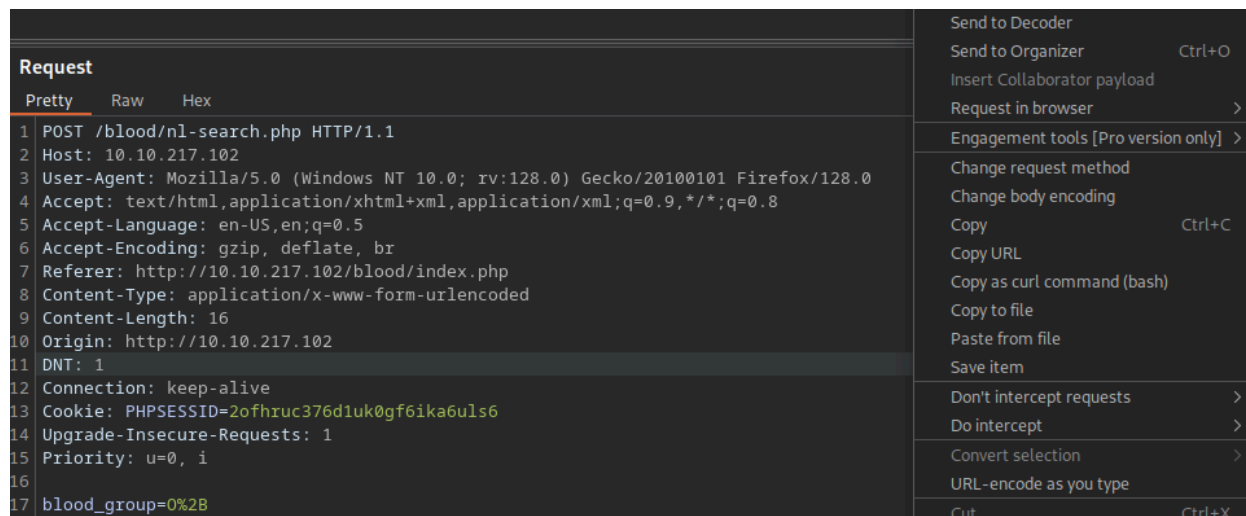 Request
Pretty Raw Hex
1 POST /blood/nl-search.php HTTP/1.1
2 Host: 10.10.217.102
3 User-Agent: Mozilla/5.0 (Windows NT 10.0; rv:128.0) Gecko/20100101 Firefox/128.0
4 Accept: text/html,application/xhtml+xml,application/xml;q=0.9,*/*;q=0.8
5 Accept-Language: en-US,en;q=0.5
6 Accept-Encoding: gzip, deflate, br
7 Referer: http://10.10.217.102/blood/index.php
8 Content-Type: application/x-www-form-urlencoded
9 Content-Length: 16
10 Origin: http://10.10.217.102
11 DNT: 1
12 Connection: keep-alive
13 Cookie: PHPSESSID=2ofhruc376d1uk0gf6ika6uls6
14 Upgrade-Insecure-Requests: 1
15 Priority: u=0, i
16
17 blood_group=O%2B
Send to Decoder
Send to Organizer Ctrl+O
Insert Collaborator payload
Request in browser >
Engagement tools [Pro version only] >
Change request method
Change body encoding
Copy Ctrl+C
Copy URL
Copy as curl command (bash)
Copy to file
Paste from file
Save item
Don't intercept requests >
Do intercept >
Convert selection >
URL-encode as you type
Cut Ctrl+X